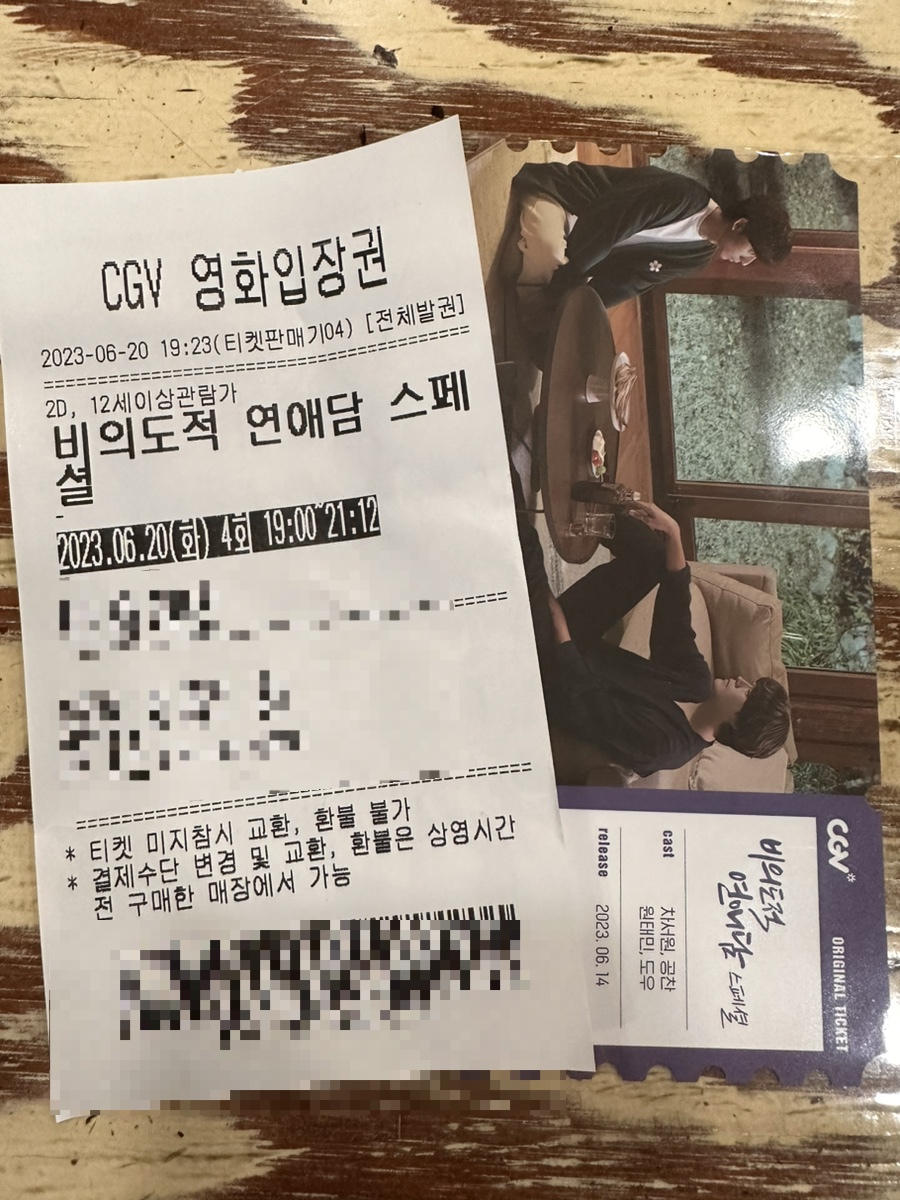 CGV 영화입장권
2023-06-20 19:23(티켓판매기04) [전체발권]
================================
2D, 12세이상관람가
비의도적 연애담 스페
셜
2023.06.20(화) 4회 19:00~21:12
================================
* 티켓 미지참시 교환, 환불 불가
* 결제수단 변경 및 교환, 환불은 상영시간
전 구매한 매장에서 가능
CGV
ORIGINAL TICKET
비의도적
연애담 스페셜
cast
차서원, 공찬
원태민, 도우
release
2023. 06. 14